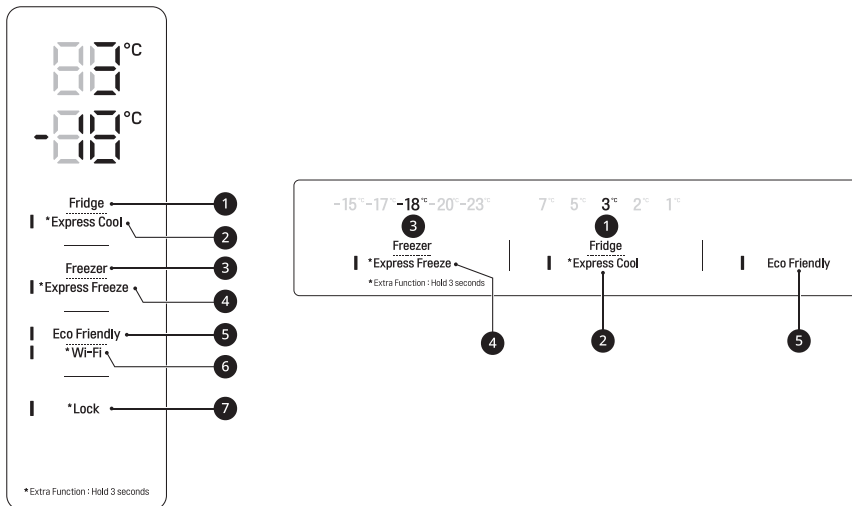 3 °C
-18 °C
Fridge 1
*Express Cool 2
Freezer 3
*Express Freeze 4
Eco Friendly 5
*Wi-Fi 6
*Lock 7
*Extra Function : Hold 3 seconds
-15°C -17°C -18°C -20°C -23°C 7°C 5°C 3°C 2°C 1°C
3 1
Freezer Fridge
*Express Freeze *Express Cool Eco Friendly
*Extra Function : Hold 3 seconds
4 2 5